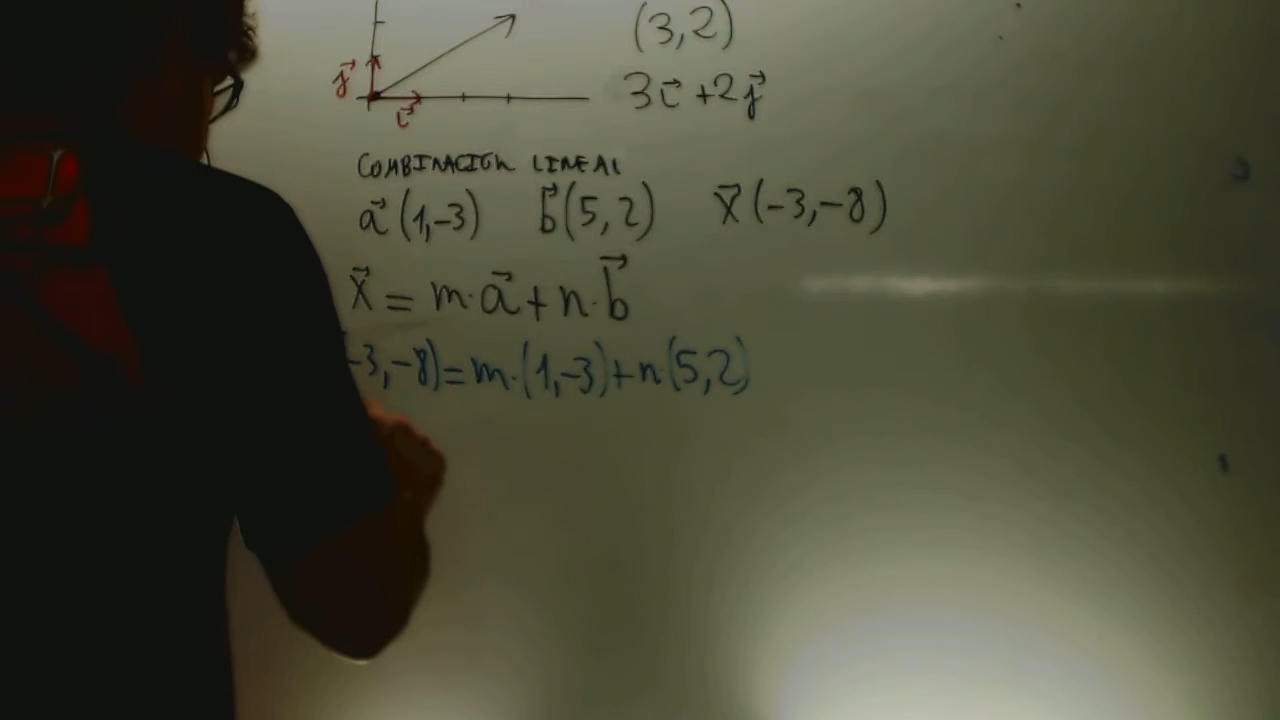 (3,2)
j⃗
3i⃗+2j⃗
i⃗
COMBINACIÓN LINEAL
a⃗(1,-3) b⃗(5,2) x⃗(-3,-8)
x⃗=m·a⃗+n·b⃗
(-3,-8)=m·(1,-3)+n·(5,2)